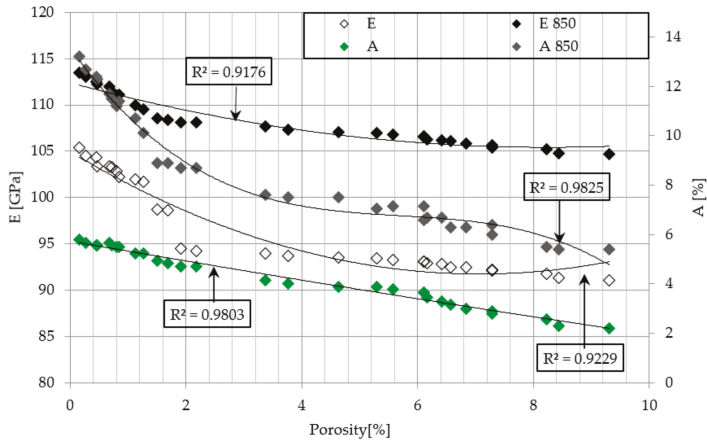 E
E 850
A
A 850
120
115
110
105
100
95
90
85
80
E [GPa]
14
12
10
8
6
4
2
0
A [%]
R² = 0.9176
R² = 0.9825
R² = 0.9803
R² = 0.9229
0
2
4
6
8
10
Porosity[%]